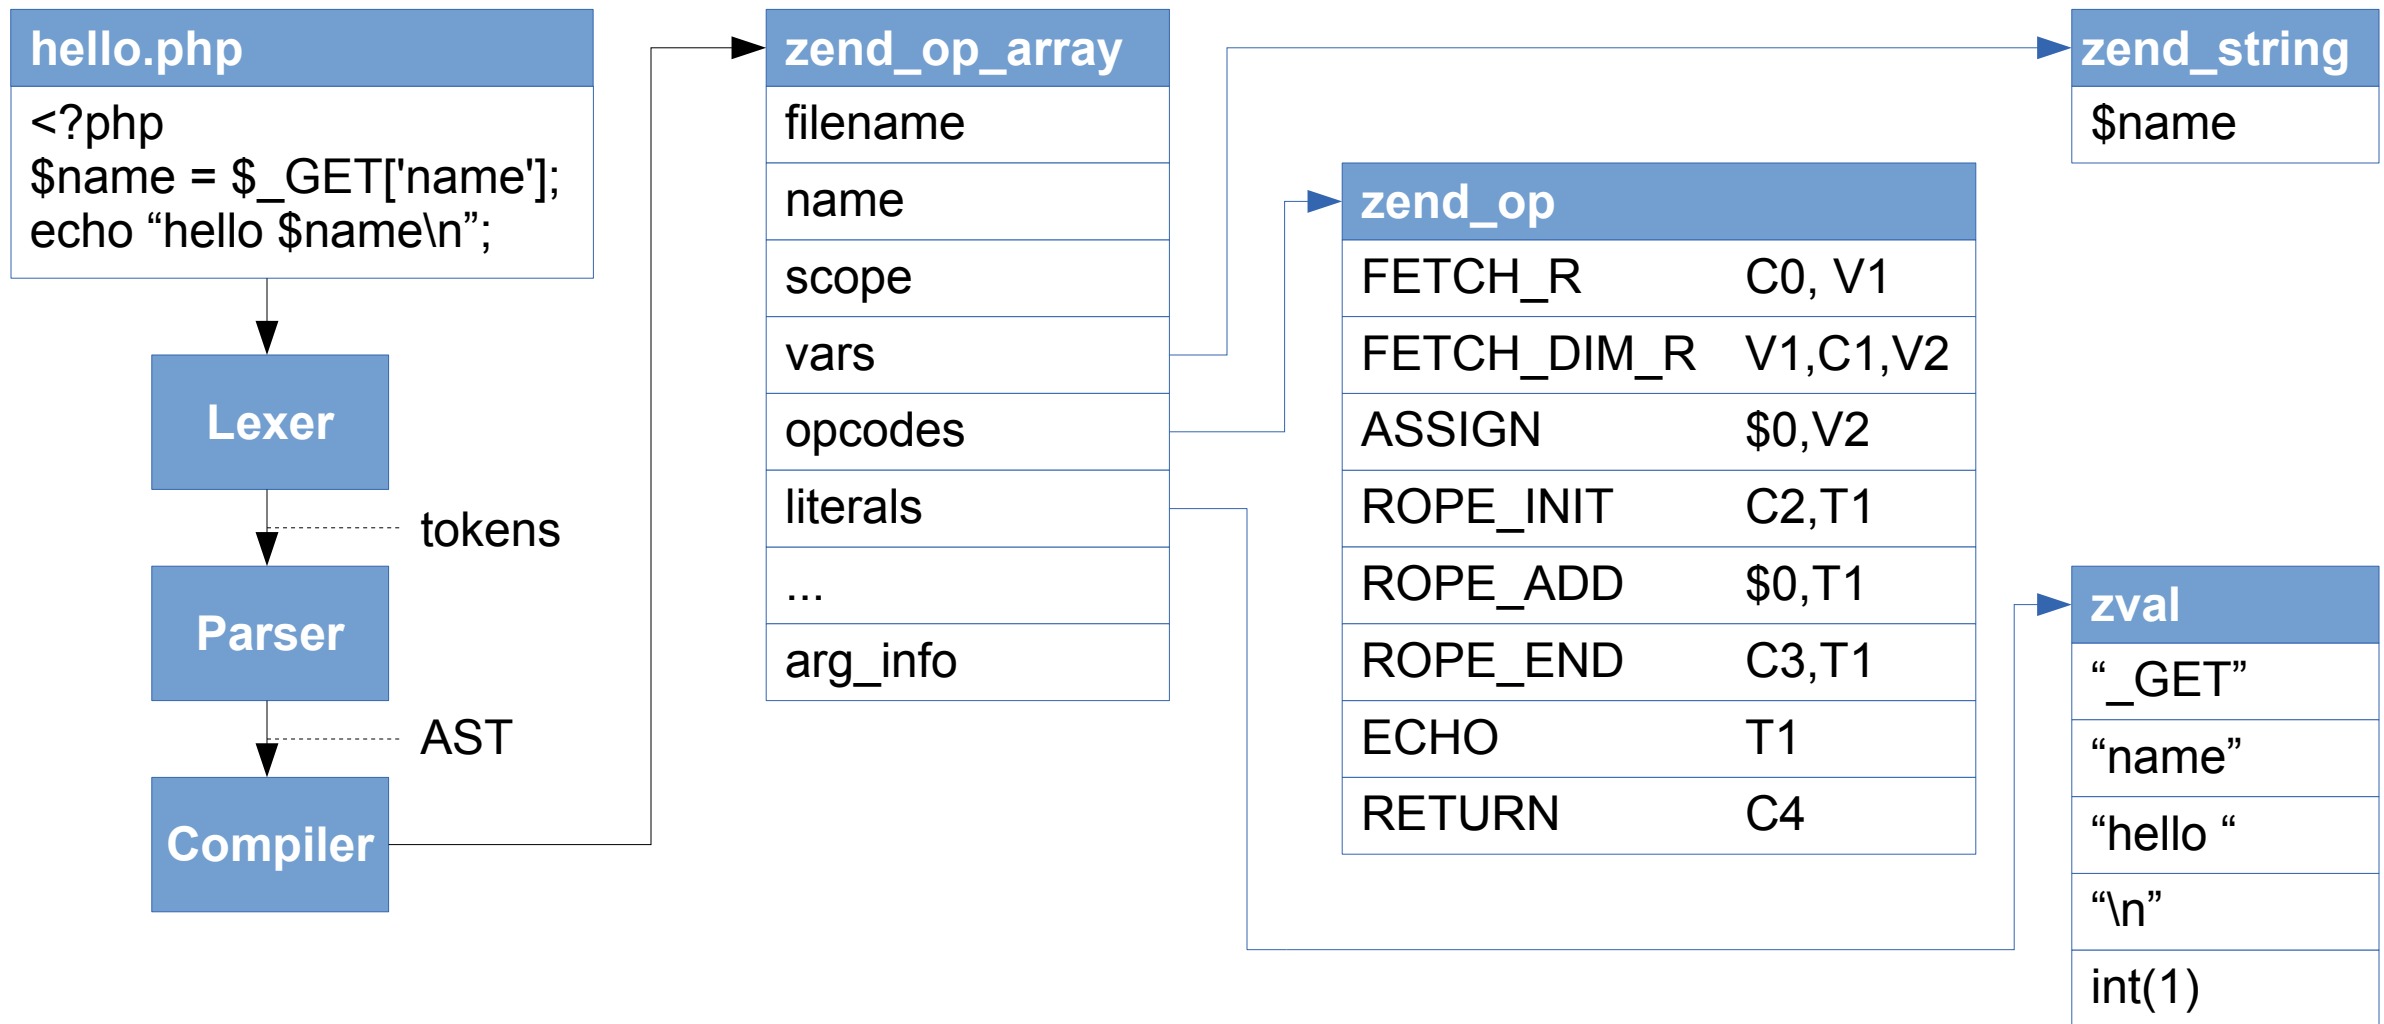 hello.php
<?php
$name = $_GET['name'];
echo “hello $name\n”;
Lexer
tokens
Parser
AST
Compiler
zend_op_array
filename
name
scope
vars
opcodes
literals
...
arg_info
zend_op
FETCH_R C0, V1
FETCH_DIM_R V1,C1,V2
ASSIGN $0,V2
ROPE_INIT C2,T1
ROPE_ADD $0,T1
ROPE_END C3,T1
ECHO T1
RETURN C4
zend_string
$name
zval
“_GET”
“name”
“hello “
“\n”
int(1)